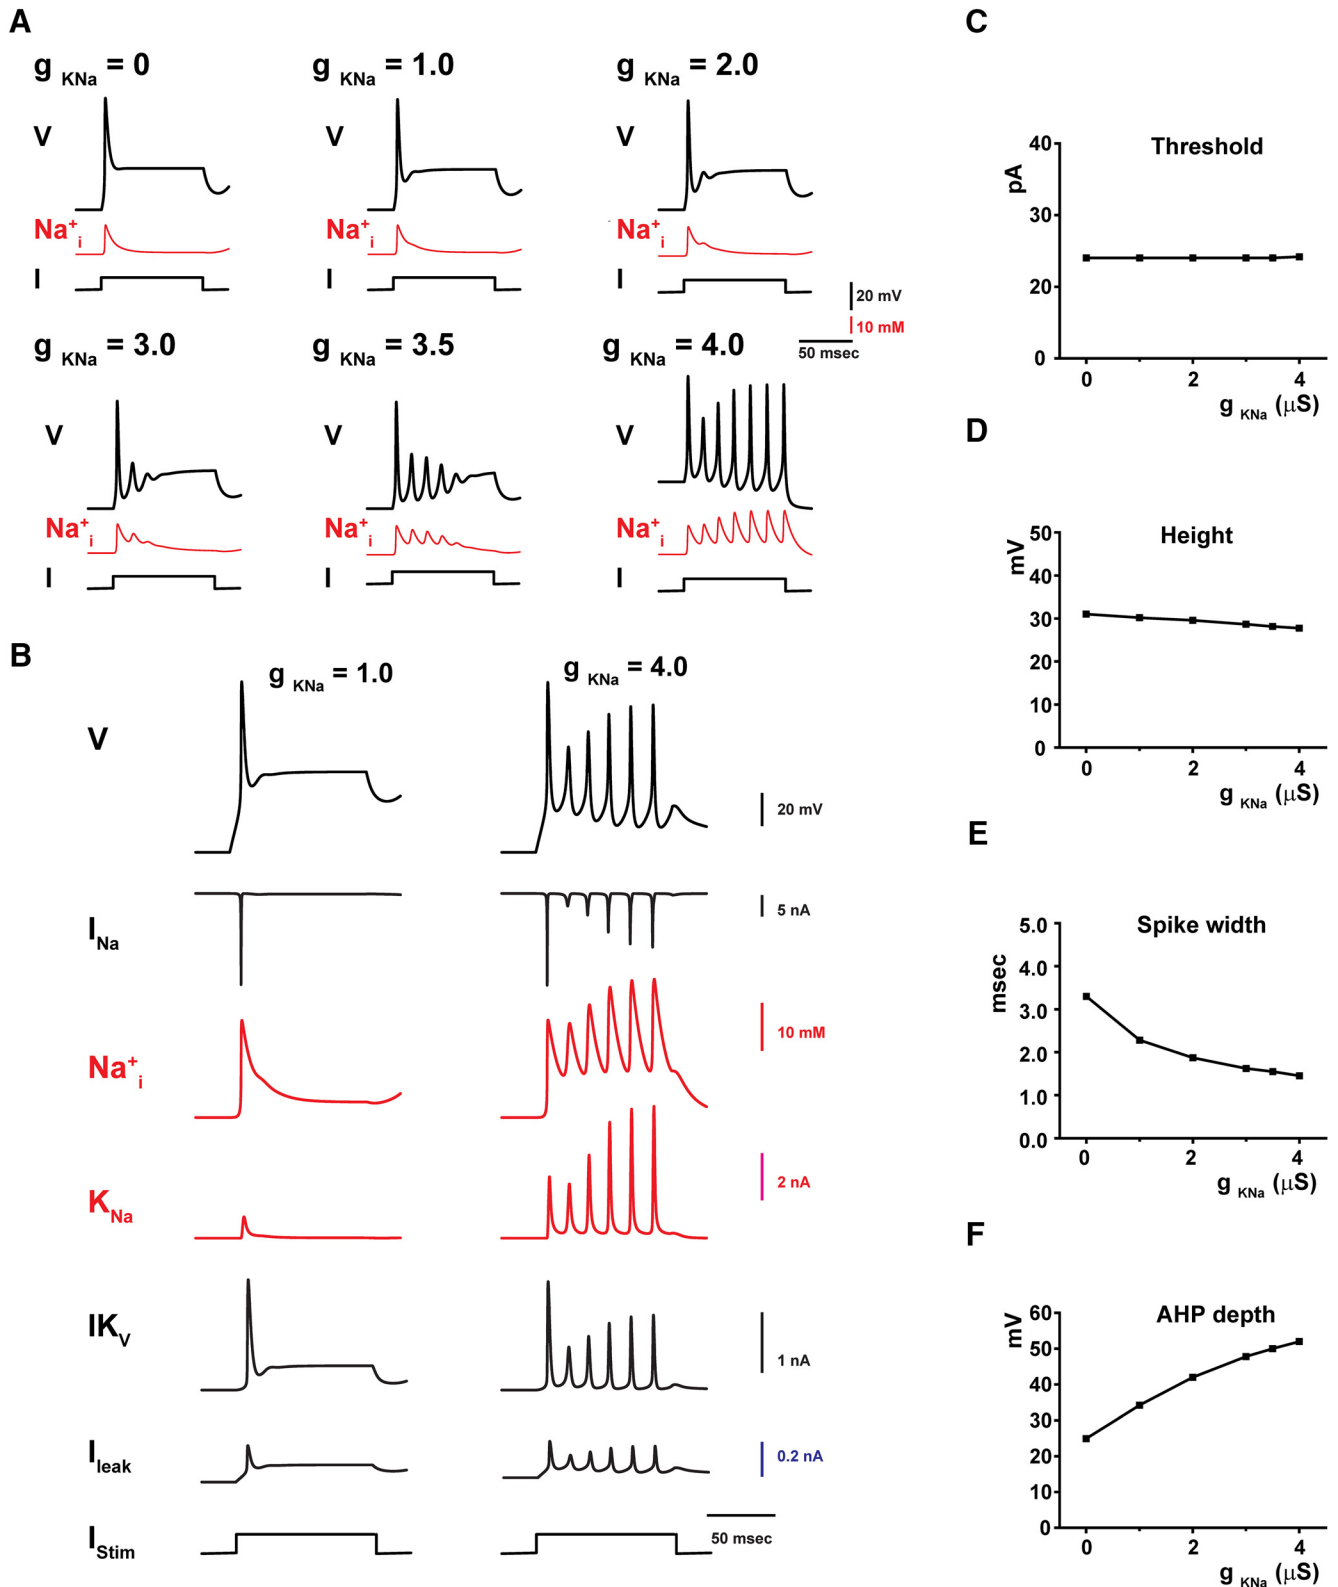 A
g KNa = 0
g KNa = 1.0
g KNa = 2.0
V
V
V
Na+i
Na+i
Na+i
I
I
I
20 mV
10 mM
50 msec
g KNa = 3.0
g KNa = 3.5
g KNa = 4.0
V
V
V
Na+i
Na+i
Na+i
I
I
I
B
g KNa = 1.0
g KNa = 4.0
V
20 mV
INa
5 nA
Na+i
10 mM
KNa
2 nA
IKV
1 nA
Ileak
0.2 nA
IStim
50 msec
C
Threshold
pA
40
30
20
0
0
2
4
g KNa (µS)
D
Height
mV
50
40
30
20
10
0
0
2
4
g KNa (µS)
E
Spike width
msec
5.0
4.0
3.0
2.0
1.0
0.0
0
2
4
g KNa (µS)
F
AHP depth
mV
60
50
40
30
20
10
0
0
2
4
g KNa (µS)